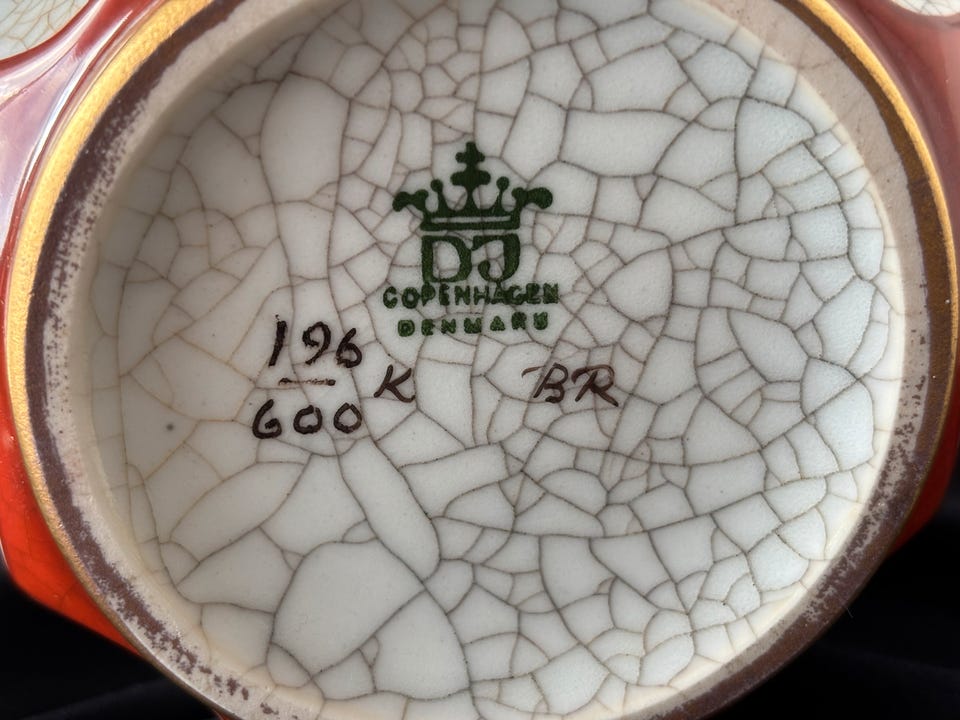 DJ
COPENHAGEN
DENMARK
196
600 K BR